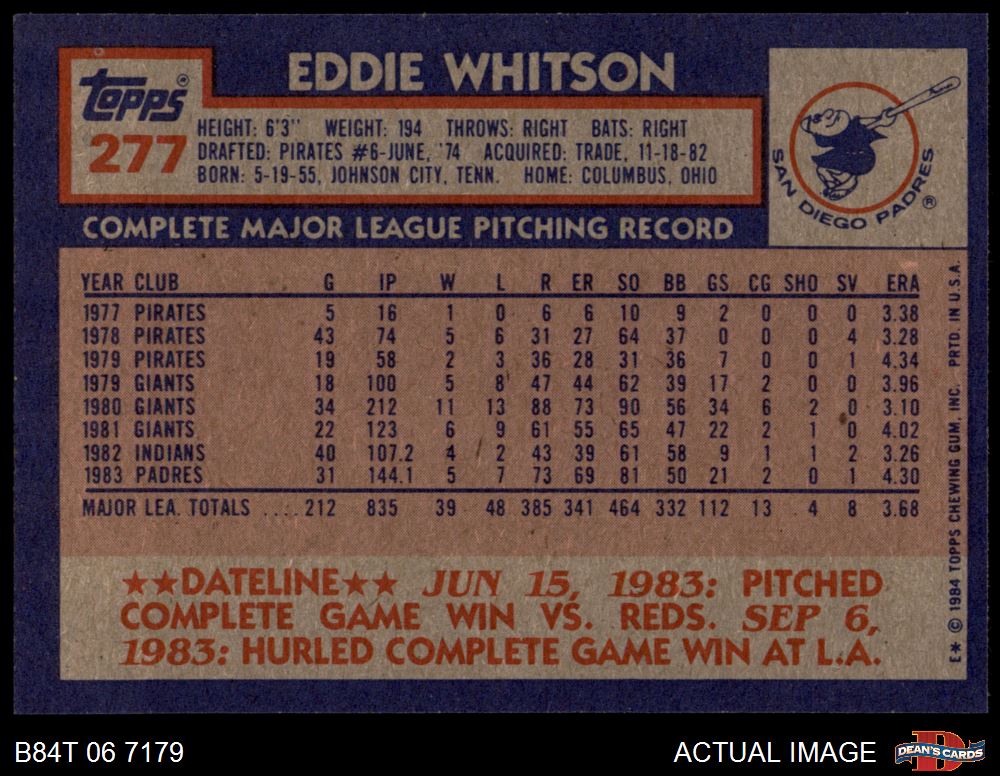 Topps®
277
EDDIE WHITSON
HEIGHT: 6'3" WEIGHT: 194 THROWS: RIGHT BATS: RIGHT
DRAFTED: PIRATES #6-JUNE, '74 ACQUIRED: TRADE, 11-18-82
BORN: 5-19-55, JOHNSON CITY, TENN. HOME: COLUMBUS, OHIO
SAN DIEGO PADRES ®
COMPLETE MAJOR LEAGUE PITCHING RECORD
YEAR CLUB G IP W L R ER SO BB GS CG SHO SV ERA
1977 PIRATES 5 16 1 0 6 6 10 9 2 0 0 0 3.38
1978 PIRATES 43 74 5 6 31 27 64 37 0 0 0 4 3.28
1979 PIRATES 19 58 2 3 36 28 31 36 7 0 0 1 4.34
1979 GIANTS 18 100 5 8 47 44 62 39 17 2 0 0 3.96
1980 GIANTS 34 212 11 13 88 73 90 56 34 6 2 0 3.10
1981 GIANTS 22 123 6 9 61 55 65 47 22 2 1 0 4.02
1982 INDIANS 40 107.2 4 2 43 39 61 58 9 1 1 2 3.26
1983 PADRES 31 144.1 5 7 73 69 81 50 21 2 0 1 4.30
MAJOR LEA. TOTALS .... 212 835 39 48 385 341 464 332 112 13 4 8 3.68
★★DATELINE★★ JUN 15, 1983: PITCHED
COMPLETE GAME WIN VS. REDS. SEP 6,
1983: HURLED COMPLETE GAME WIN AT L.A.
E* © 1984 TOPPS CHEWING GUM, INC. PRTD. IN U.S.A.
B84T 06 7179
ACTUAL IMAGE
DEAN'S CARDS